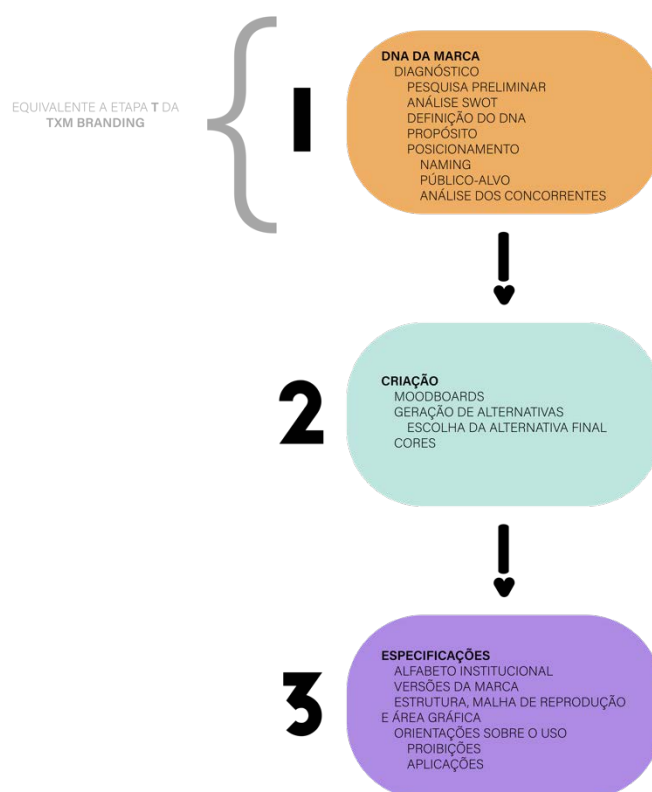 EQUIVALENTE A ETAPA T DA
TXM BRANDING
1
DNA DA MARCA
DIAGNÓSTICO
PESQUISA PRELIMINAR
ANÁLISE SWOT
DEFINIÇÃO DO DNA
PROPÓSITO
POSICIONAMENTO
NAMING
PÚBLICO-ALVO
ANÁLISE DOS CONCORRENTES
2
CRIAÇÃO
MOODBOARDS
GERAÇÃO DE ALTERNATIVAS
ESCOLHA DA ALTERNATIVA FINAL
CORES
3
ESPECIFICAÇÕES
ALFABETO INSTITUCIONAL
VERSÕES DA MARCA
ESTRUTURA, MALHA DE REPRODUÇÃO
E ÁREA GRÁFICA
ORIENTAÇÕES SOBRE O USO
PROIBIÇÕES
APLICAÇÕES